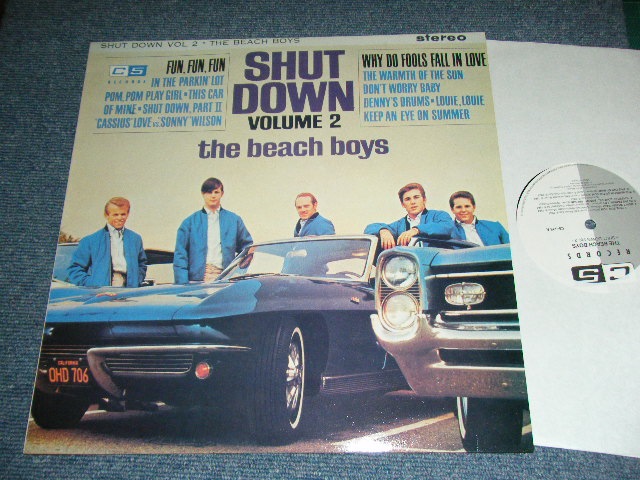 SHUT DOWN VOL 2 • THE BEACH BOYS
stereo
CS
RECORDS
FUN, FUN, FUN
IN THE PARKIN' LOT
POM, POM PLAY GIRL • THIS CAR
OF MINE • SHUT DOWN, PART II
"CASSIUS" LOVE vs. "SONNY" WILSON
SHUT
DOWN
VOLUME 2
WHY DO FOOLS FALL IN LOVE
THE WARMTH OF THE SUN
DON'T WORRY BABY
DENNY'S DRUMS • LOUIE, LOUIE
KEEP AN EYE ON SUMMER
the beach boys
CALIFORNIA
OHD 706
CS
RECORDS
THE BEACH BOYS